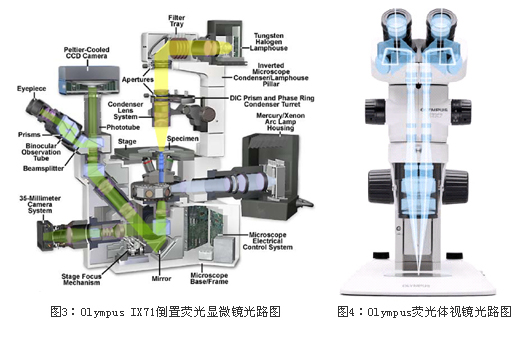 Filter
Tray
Tungsten
Halogen
Lamphouse
Peltier-Cooled
CCD Camera
Apertures
Inverted
Microscope
Condenser/Lamphouse
Pillar
Eyepiece
Condenser
Lens
System
DIC Prism and Phase Ring
Condenser Turret
Prisms
Phototube
Mercury/Xenon
Arc Lamp
Housing
Binocular
Observation
Tube
Stage
Specimen
Beamsplitter
35-Millimeter
Camera
System
Microscope
Electrical
Control System
Stage Focus
Mechanism
Mirror
Microscope
Base/Frame
OLYMPUS
图3：Olympus IX71倒置荧光显微镜光路图
图4：Olympus荧光体视镜光路图